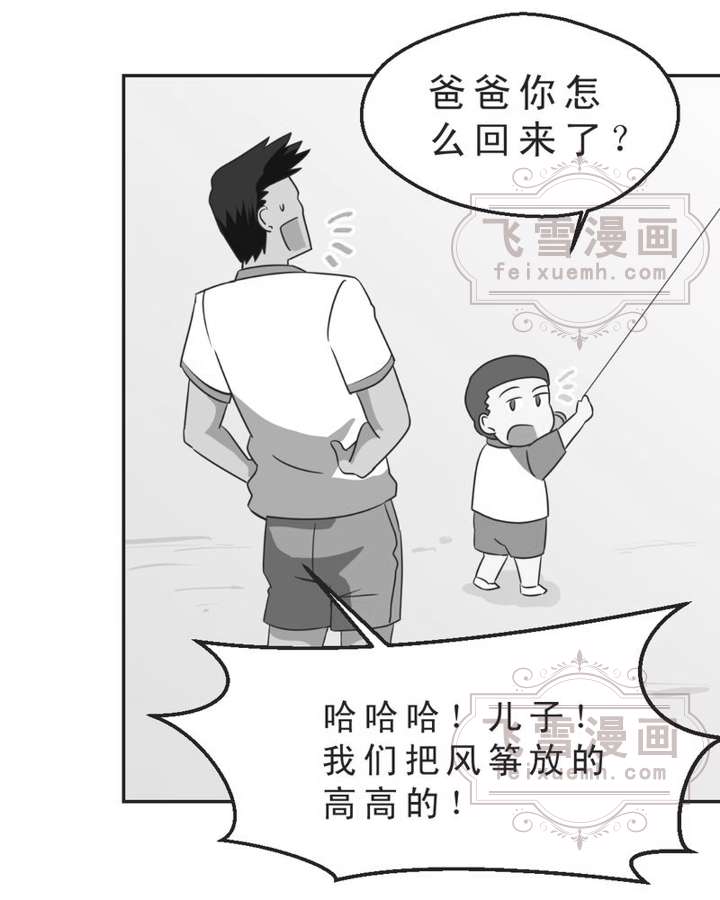 爸爸你怎
么回来了？
飞雪漫画
feixuemh.com
哈哈哈！儿子！
我们把风筝放的
高高的！
飞雪漫画
feixuemh.com